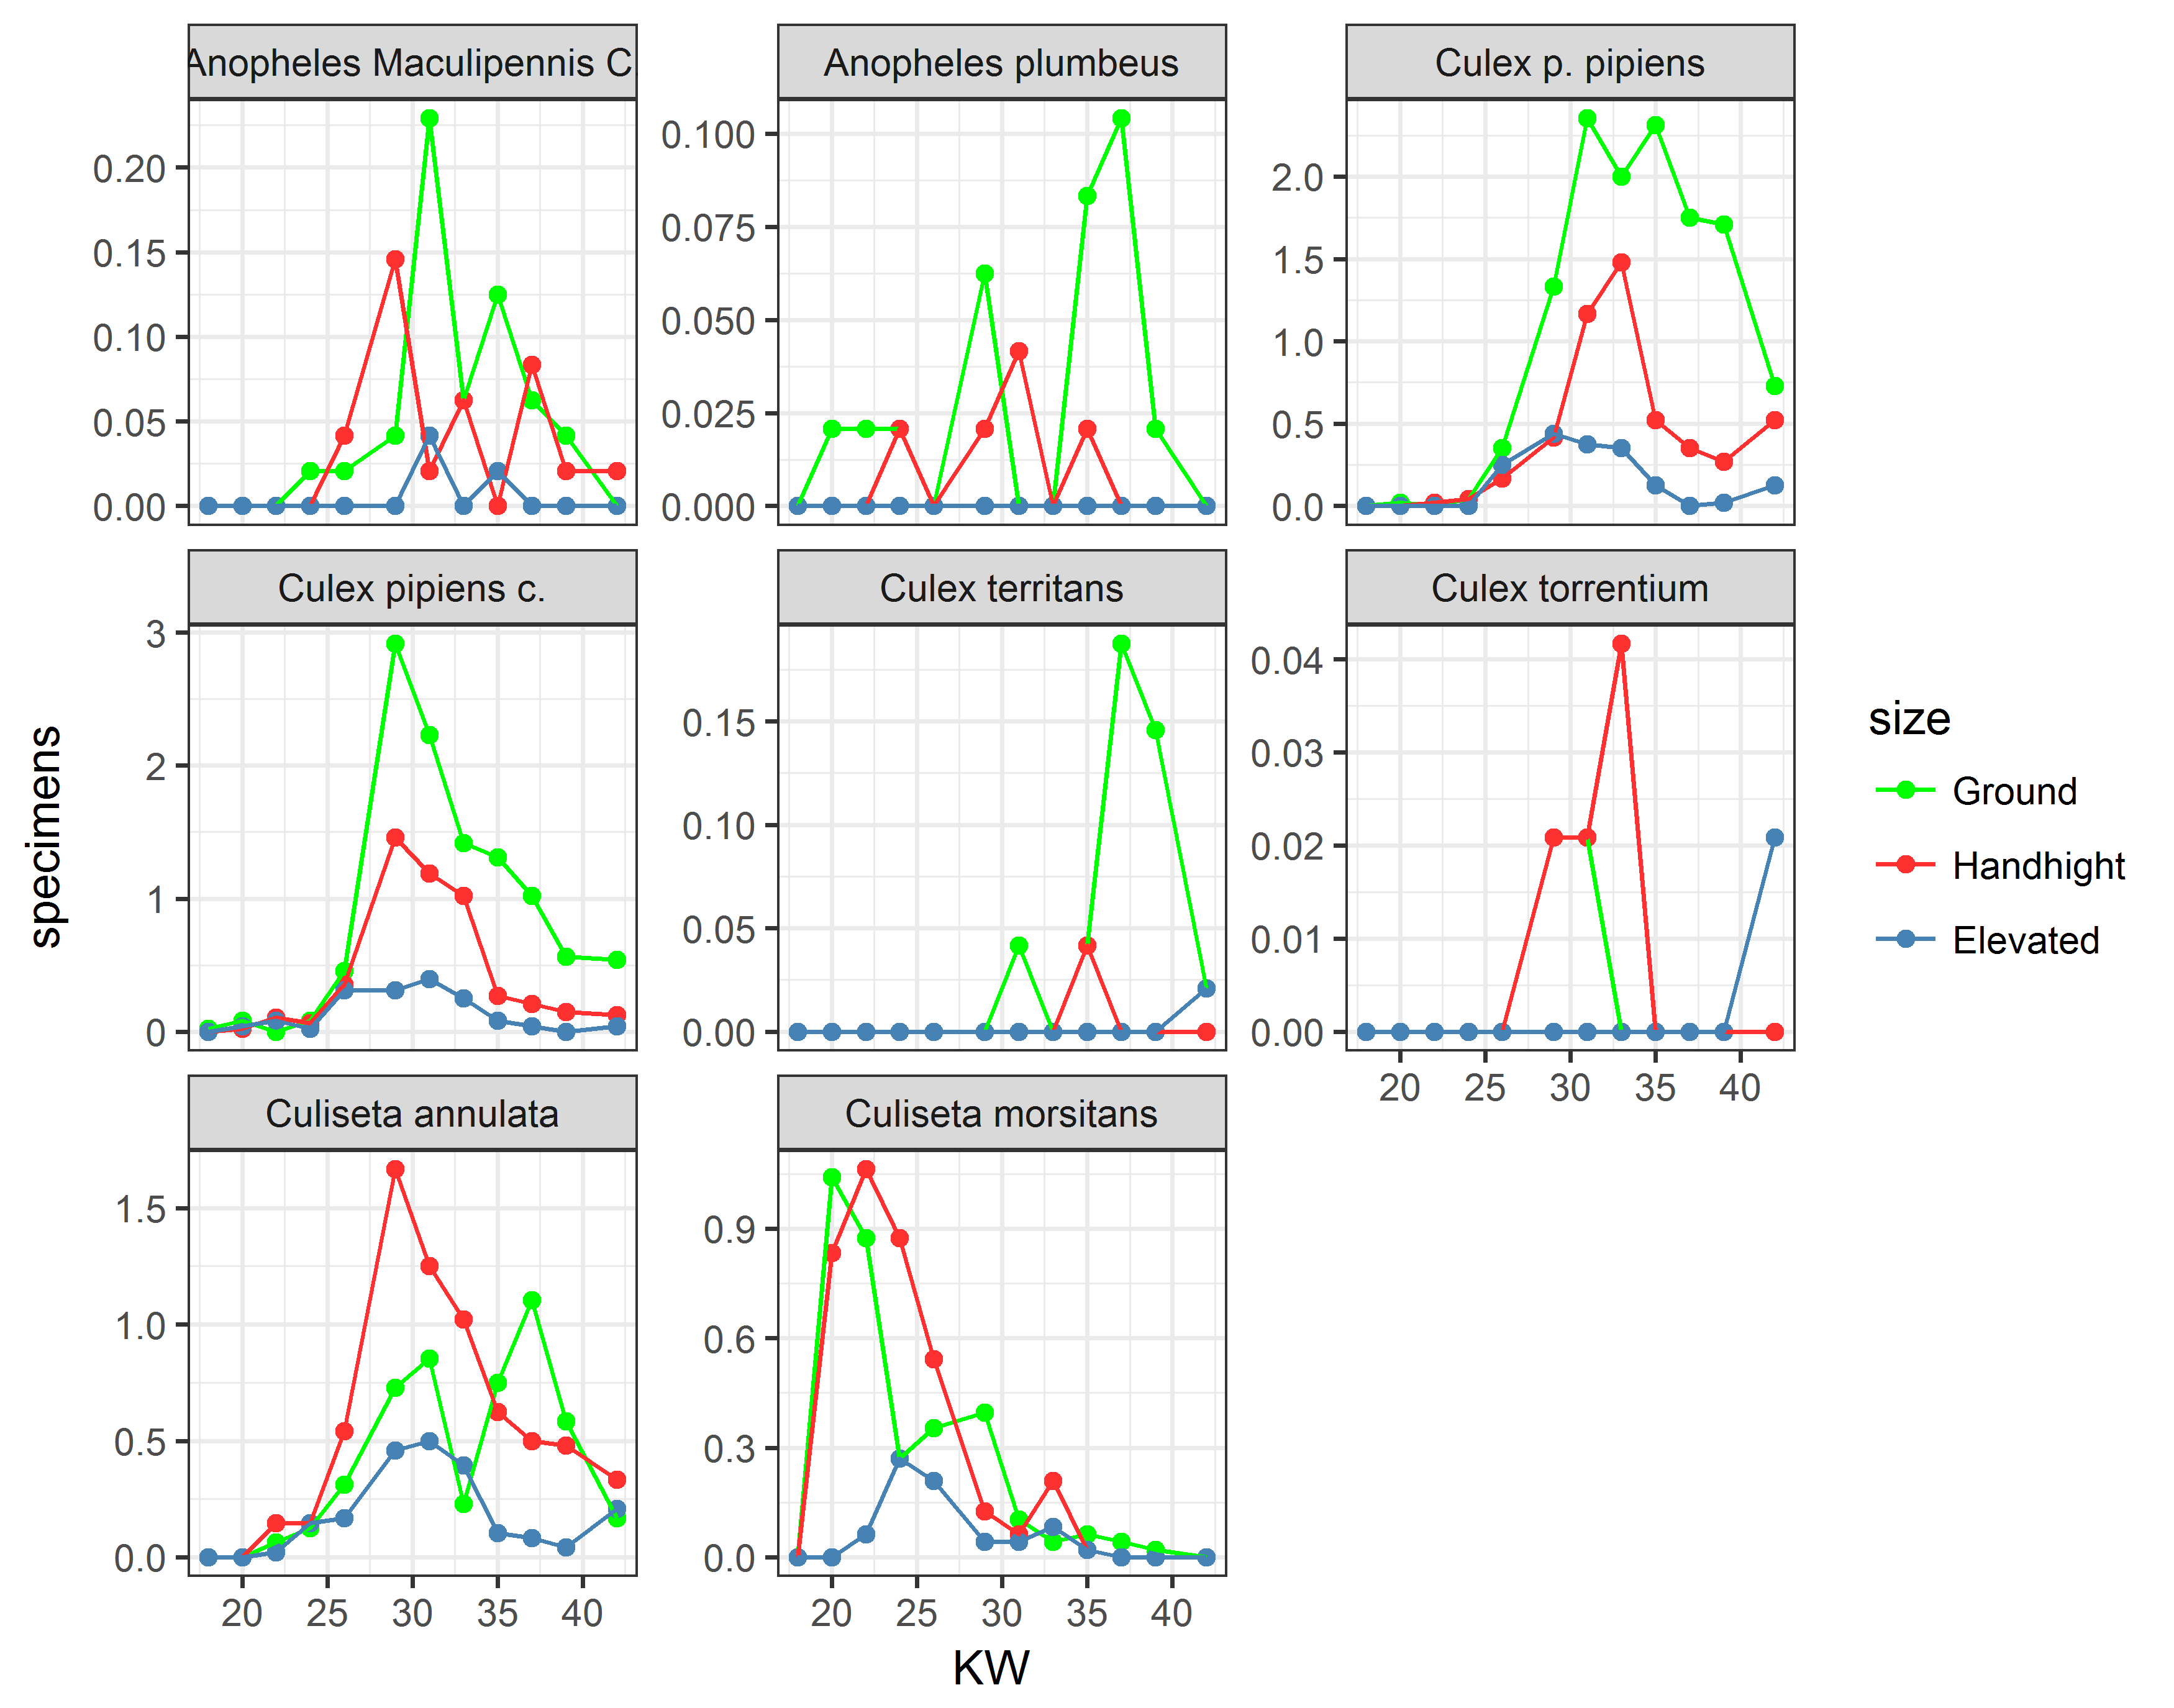 Anopheles Maculipennis C.
Anopheles plumbeus
Culex p. pipiens
0.20
0.15
0.10
0.05
0.00
0.100
0.075
0.050
0.025
0.000
2.0
1.5
1.0
0.5
0.0
Culex pipiens c.
Culex territans
Culex torrentium
3
2
1
0
0.15
0.10
0.05
0.00
0.04
0.03
0.02
0.01
0.00
20 25 30 35 40
Culiseta annulata
Culiseta morsitans
1.5
1.0
0.5
0.0
0.9
0.6
0.3
0.0
20 25 30 35 40
20 25 30 35 40
specimens
KW
size
Ground
Handhight
Elevated